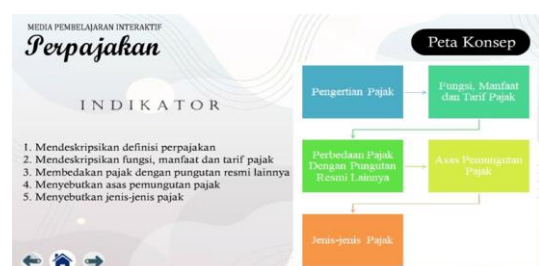 MEDIA PEMBELAJARAN INTERAKTIF
Perpajakan
INDIKATOR
1. Mendeskripsikan definisi perpajakan
2. Mendeskripsikan fungsi, manfaat dan tarif pajak
3. Membedakan pajak dengan pungutan resmi lainnya
4. Menyebutkan asas pemungutan pajak
5. Menyebutkan jenis-jenis pajak
Peta Konsep
Pengertian Pajak
Fungsi, Manfaat
dan Tarif Pajak
Perbedaan Pajak
Dengan Pungutan
Resmi Lainnya
Asas Pemungutan
Pajak
Jenis-jenis Pajak